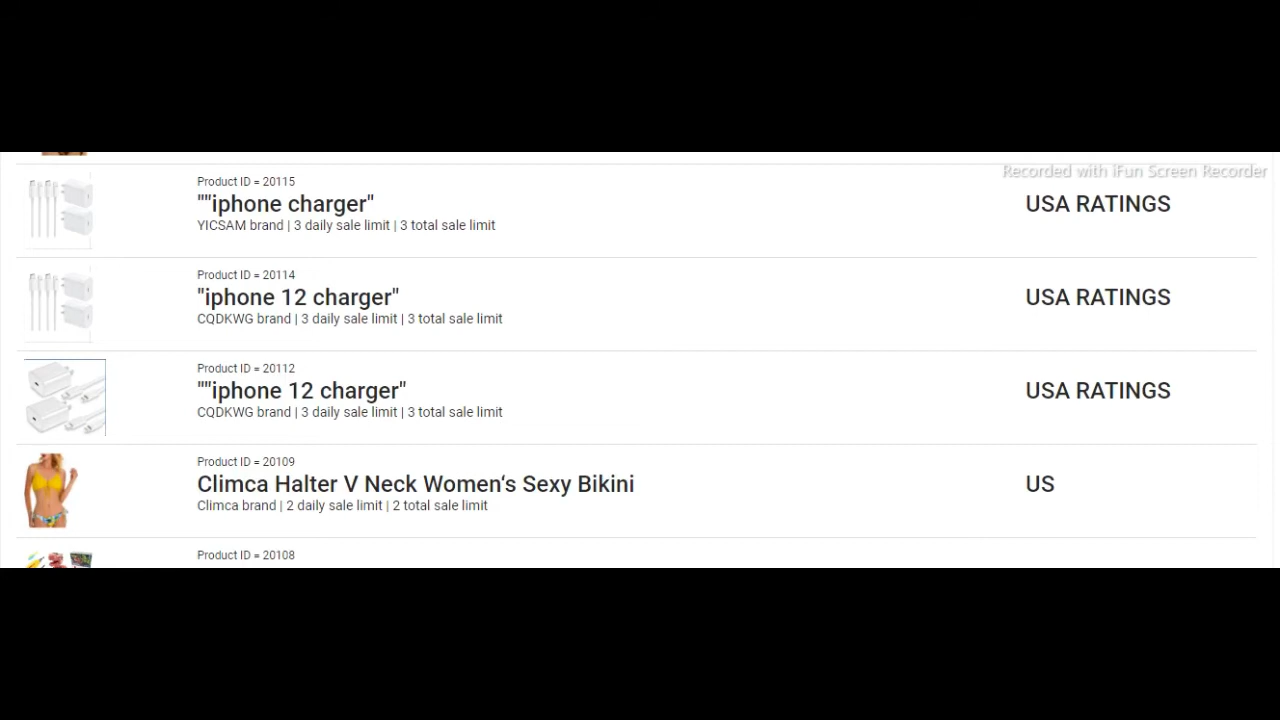 Recorded with iFun Screen Recorder
Product ID = 20115
""iphone charger"
USA RATINGS
YICSAM brand | 3 daily sale limit | 3 total sale limit
Product ID = 20114
"iphone 12 charger"
USA RATINGS
CQDKWG brand | 3 daily sale limit | 3 total sale limit
Product ID = 20112
""iphone 12 charger"
USA RATINGS
CQDKWG brand | 3 daily sale limit | 3 total sale limit
Product ID = 20109
Climca Halter V Neck Women‘s Sexy Bikini
US
Climca brand | 2 daily sale limit | 2 total sale limit
Product ID = 20108